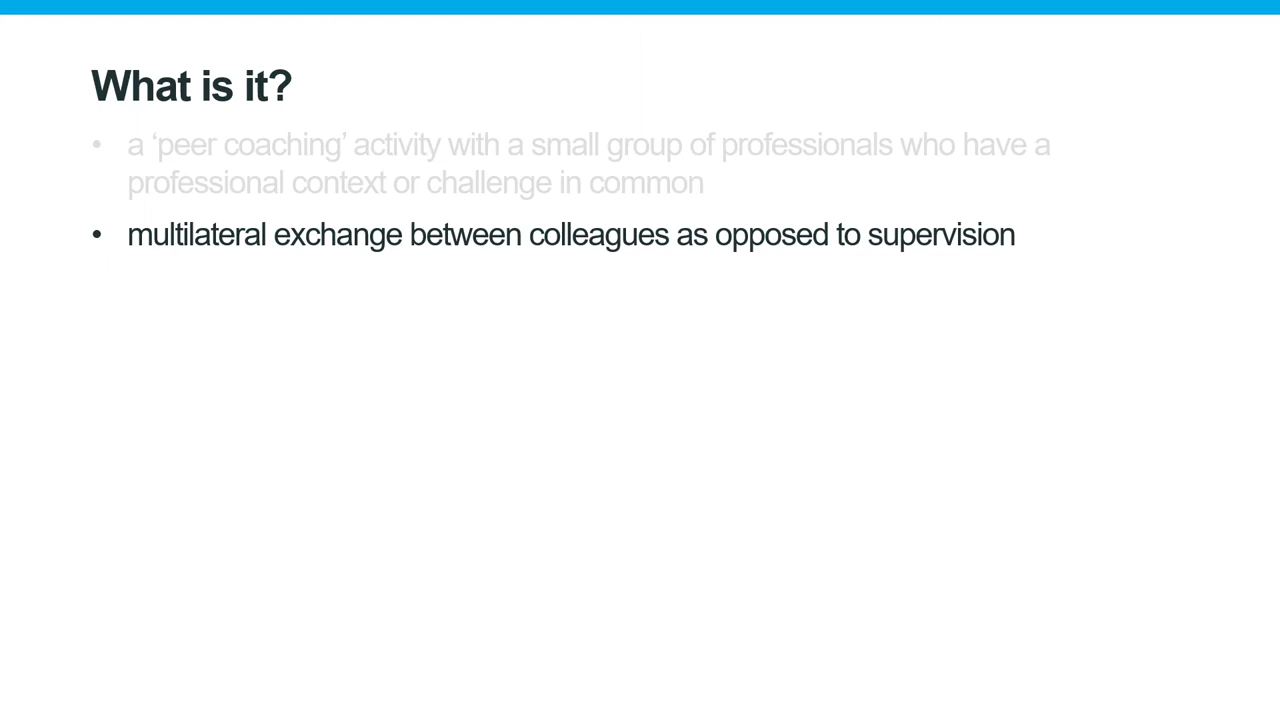 What is it?
• a ‘peer coaching’ activity with a small group of professionals who have a
professional context or challenge in common
• multilateral exchange between colleagues as opposed to supervision